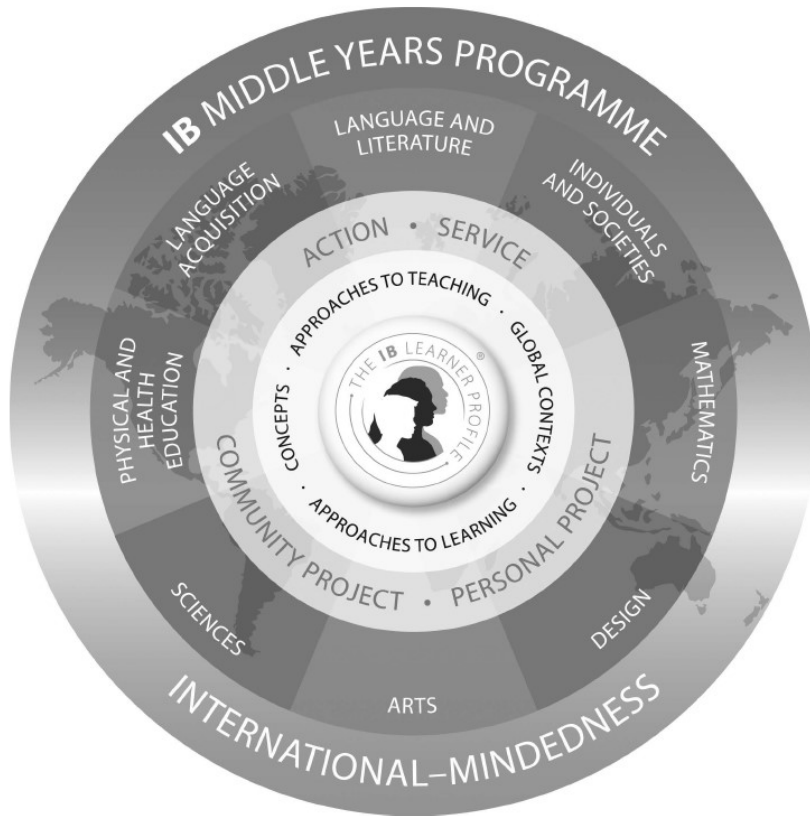 IB MIDDLE YEARS PROGRAMME
LANGUAGE AND
LITERATURE
INDIVIDUALS
AND SOCIETIES
MATHEMATICS
DESIGN
ARTS
SCIENCES
PHYSICAL AND
HEALTH
EDUCATION
LANGUAGE
ACQUISITION
ACTION • SERVICE
PERSONAL PROJECT •
COMMUNITY PROJECT
APPROACHES TO TEACHING •
GLOBAL CONTEXTS •
APPROACHES TO LEARNING •
CONCEPTS •
• THE IB LEARNER PROFILE • ®
INTERNATIONAL–MINDEDNESS